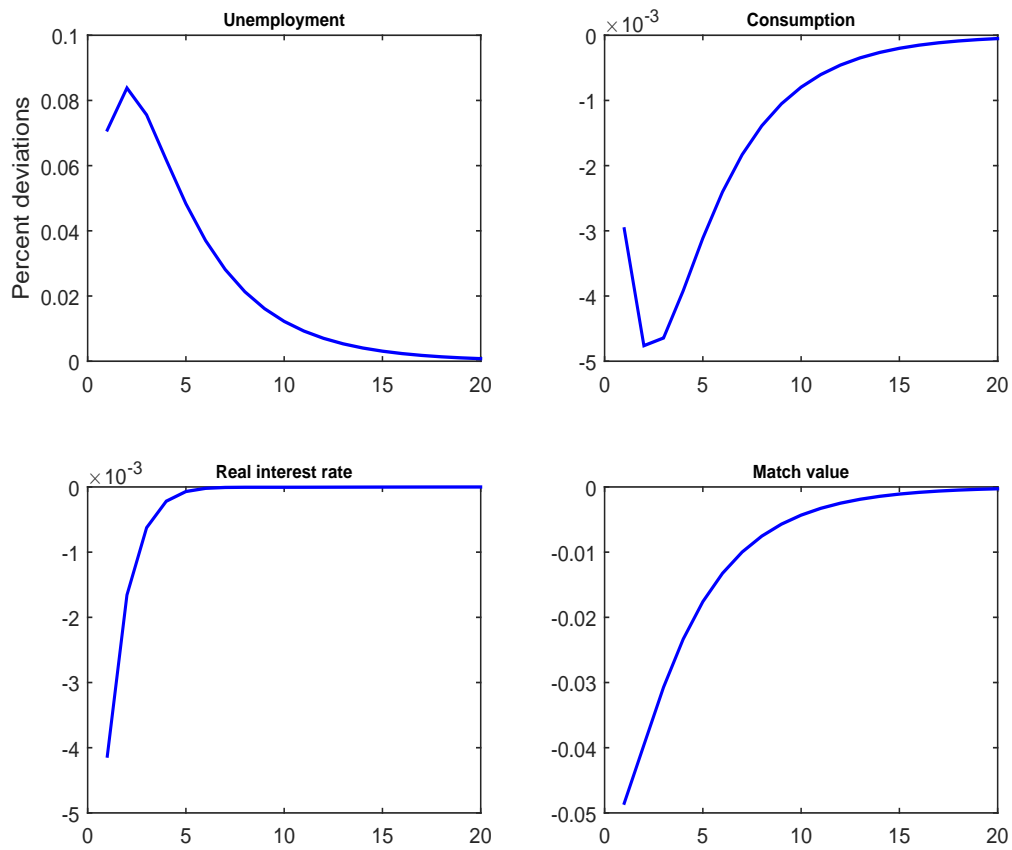 Unemployment
Percent deviations
0.1
0.08
0.06
0.04
0.02
0
0 5 10 15 20
Consumption
×10-3
0
-1
-2
-3
-4
-5
0 5 10 15 20
Real interest rate
×10-3
0
-1
-2
-3
-4
-5
0 5 10 15 20
Match value
0
-0.01
-0.02
-0.03
-0.04
-0.05
0 5 10 15 20